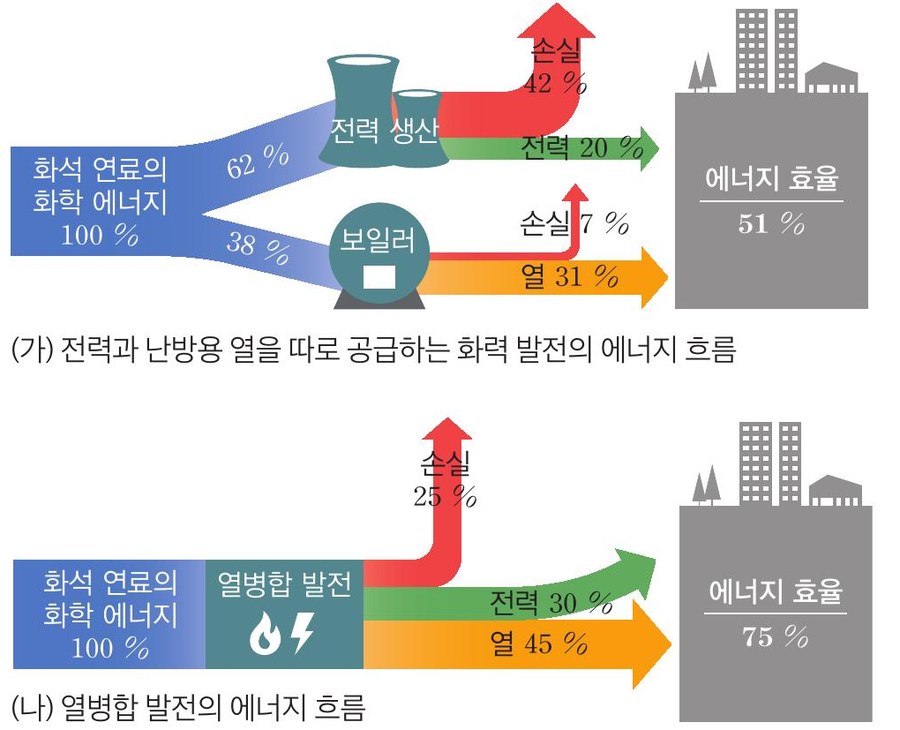 손실
42 %
전력 생산
전력 20 %
62 %
화석 연료의
화학 에너지
100 %
38 %
보일러
손실 7 %
열 31 %
에너지 효율
51 %
(가) 전력과 난방용 열을 따로 공급하는 화력 발전의 에너지 흐름
손실
25 %
화석 연료의
화학 에너지
100 %
열병합 발전
전력 30 %
열 45 %
에너지 효율
75 %
(나) 열병합 발전의 에너지 흐름